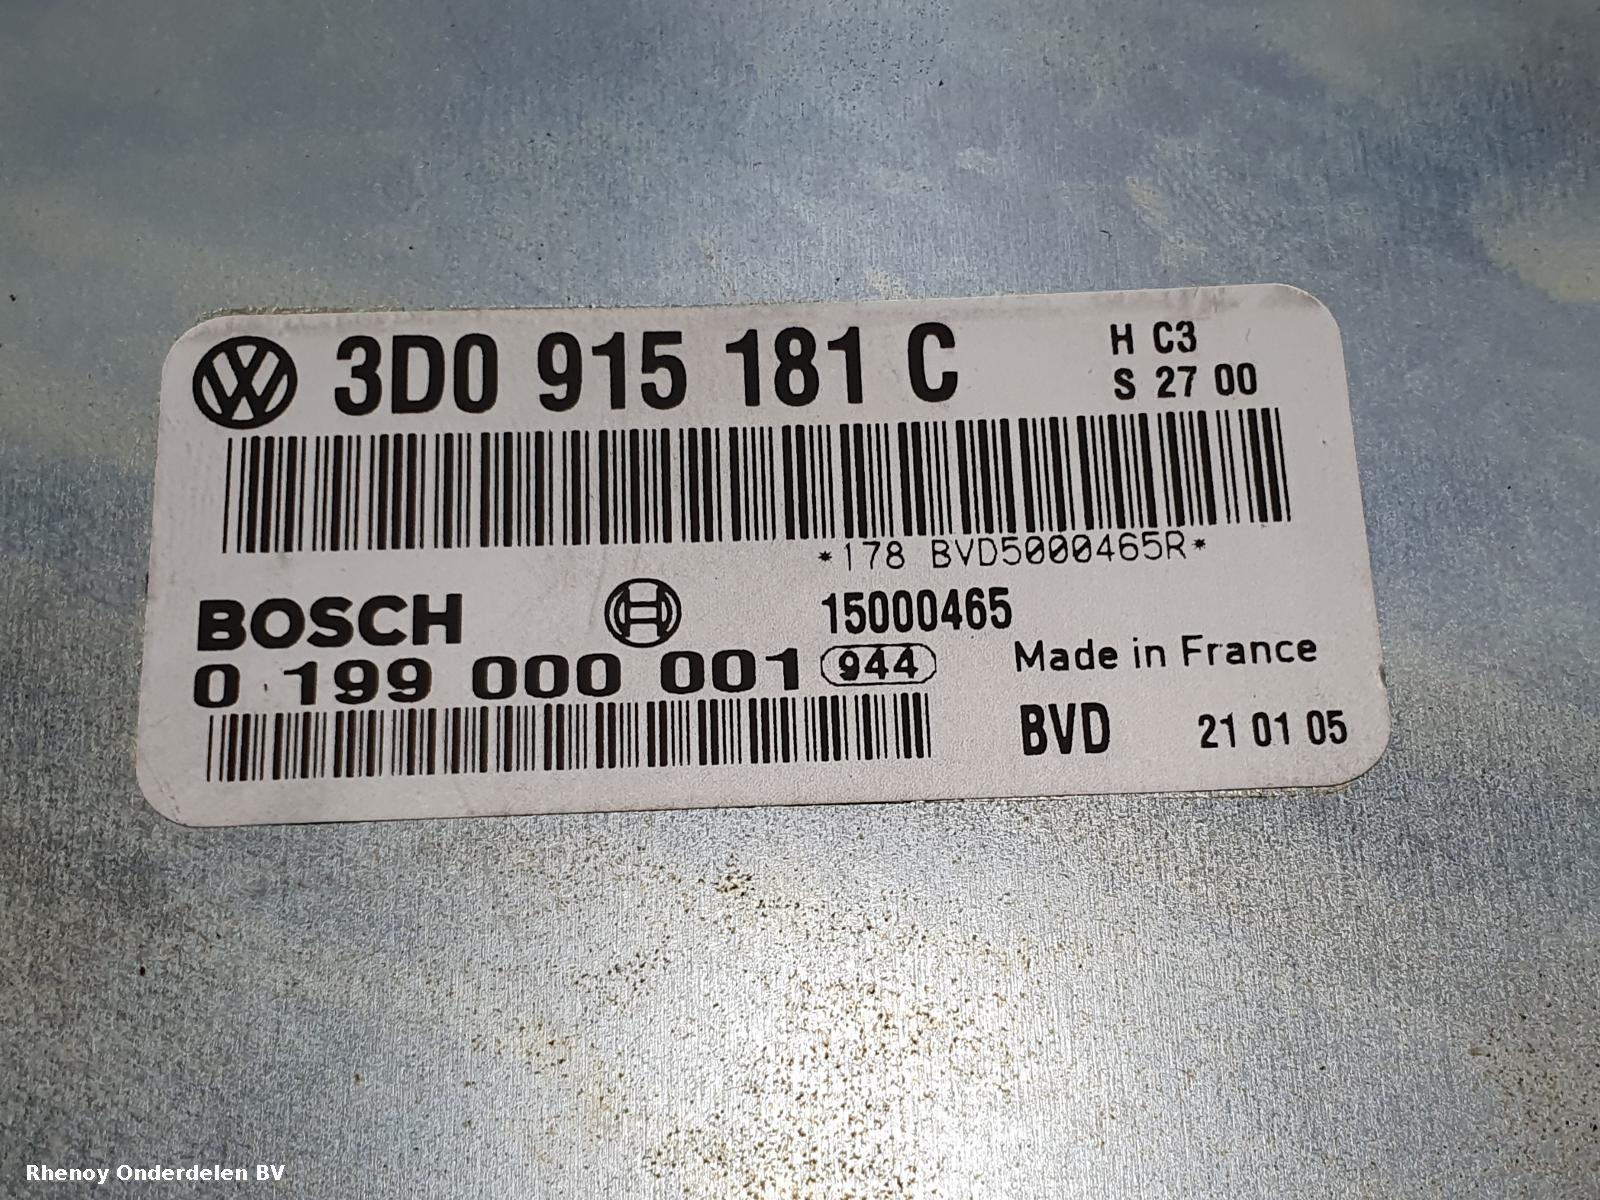 3D0 915 181 C
H C3
S 27 00
*178 BVD5000465R*
BOSCH
15000465
0 199 000 001 944
Made in France
BVD 21 01 05
Rhenoy Onderdelen BV